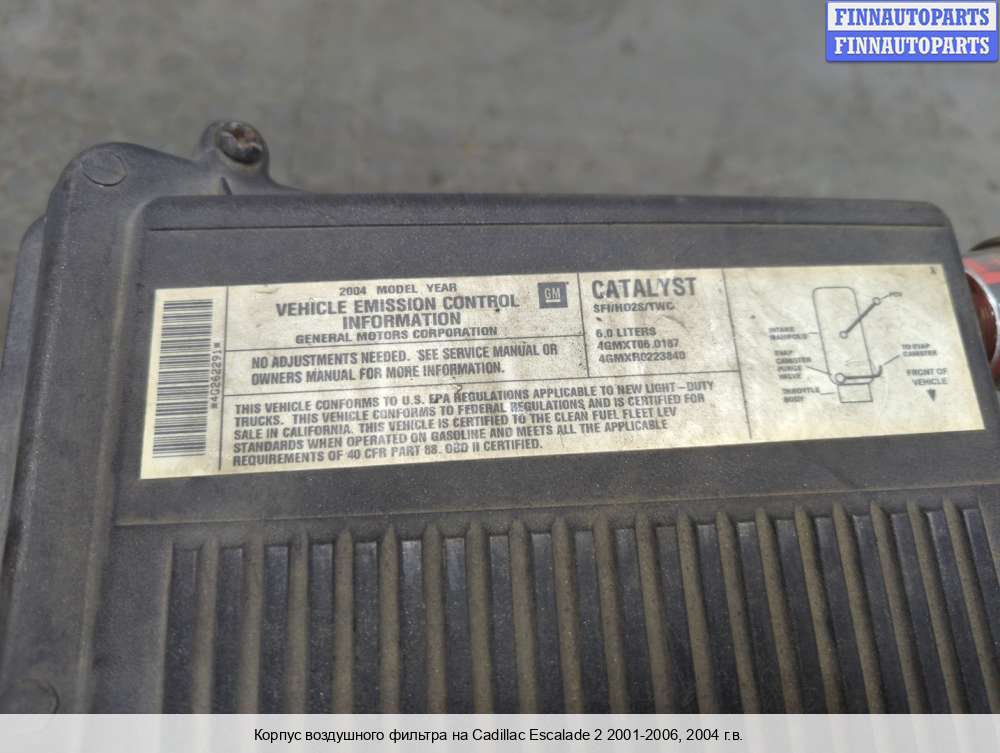 FINNAUTOPARTS
FINNAUTOPARTS
2004 MODEL YEAR
VEHICLE EMISSION CONTROL
INFORMATION
GENERAL MOTORS CORPORATION
GM
NO ADJUSTMENTS NEEDED. SEE SERVICE MANUAL OR
OWNERS MANUAL FOR MORE INFORMATION.
CATALYST
SFI/HO2S/TWC
6.0 LITERS
4GMXT06.0187
4GMXR0223840
THIS VEHICLE CONFORMS TO U.S. EPA REGULATIONS APPLICABLE TO NEW LIGHT-DUTY
TRUCKS. THIS VEHICLE CONFORMS TO FEDERAL REGULATIONS, AND IS CERTIFIED FOR
SALE IN CALIFORNIA. THIS VEHICLE IS CERTIFIED TO THE CLEAN FUEL FLEET LEV
STANDARDS WHEN OPERATED ON GASOLINE AND MEETS ALL THE APPLICABLE
REQUIREMENTS OF 40 CFR PART 88. OBD II CERTIFIED.
INTAKE
MANIFOLD
EVAP
CANISTER
PURGE
VALVE
THROTTLE
BODY
PCV
TO EVAP
CANISTER
FRONT OF
VEHICLE
Корпус воздушного фильтра на Cadillac Escalade 2 2001-2006, 2004 г.в.